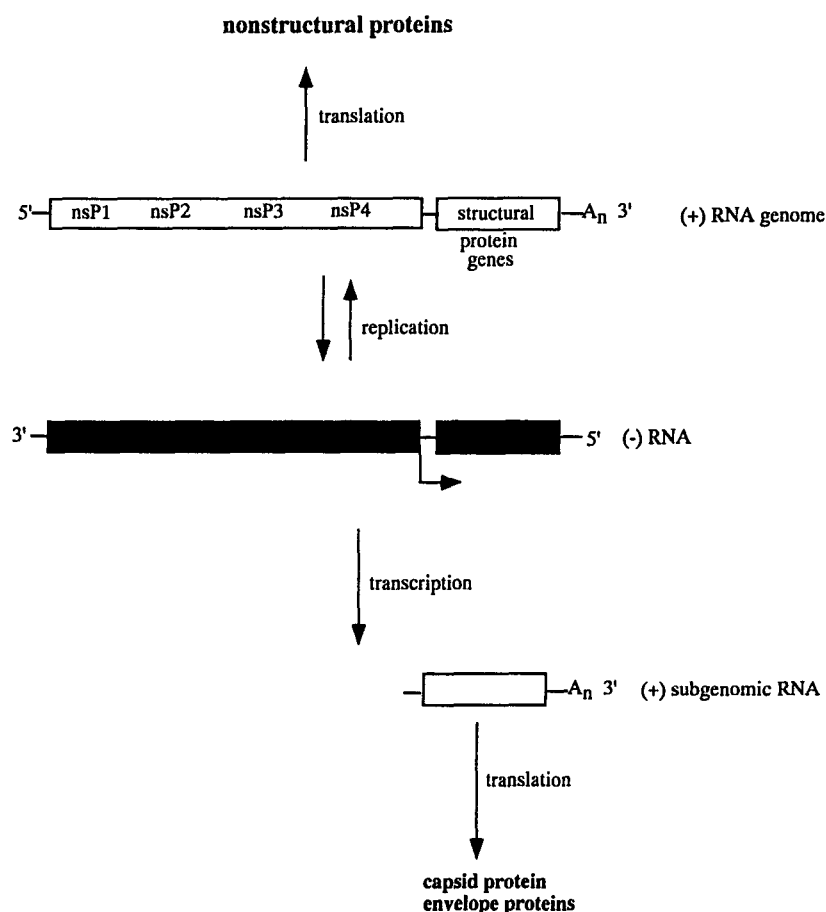 nonstructural proteins
translation
5' nsP1 nsP2 nsP3 nsP4 structural An 3' (+) RNA genome
protein
genes
replication
3' 5' (-) RNA
transcription
An 3' (+) subgenomic RNA
translation
capsid protein
envelope proteins